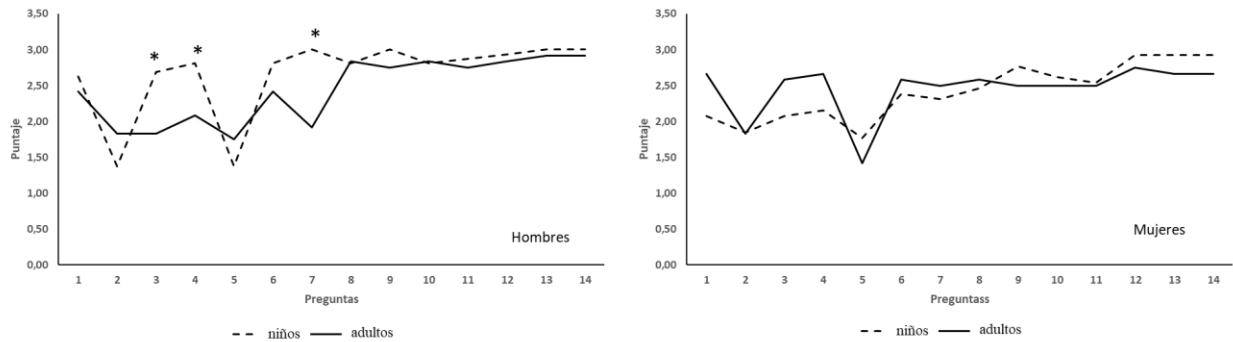 3,50
3,00
2,50
2,00
1,50
1,00
0,50
0,00
Puntaje
* * *
Hombres
1 2 3 4 5 6 7 8 9 10 11 12 13 14
Preguntas
niños adultos
3,50
3,00
2,50
2,00
1,50
1,00
0,50
0,00
Puntaje
Mujeres
1 2 3 4 5 6 7 8 9 10 11 12 13 14
Preguntass
niños adultos